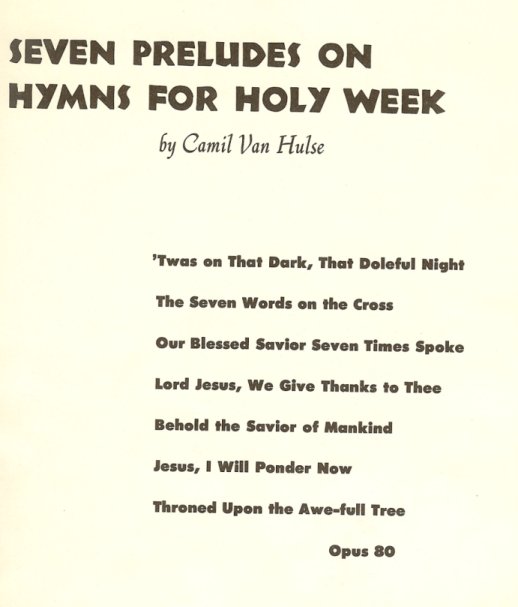 SEVEN PRELUDES ON
HYMNS FOR HOLY WEEK
by Camil Van Hulse
'Twas on That Dark, That Doleful Night
The Seven Words on the Cross
Our Blessed Savior Seven Times Spoke
Lord Jesus, We Give Thanks to Thee
Behold the Savior of Mankind
Jesus, I Will Ponder Now
Throned Upon the Awe-full Tree
Opus 80